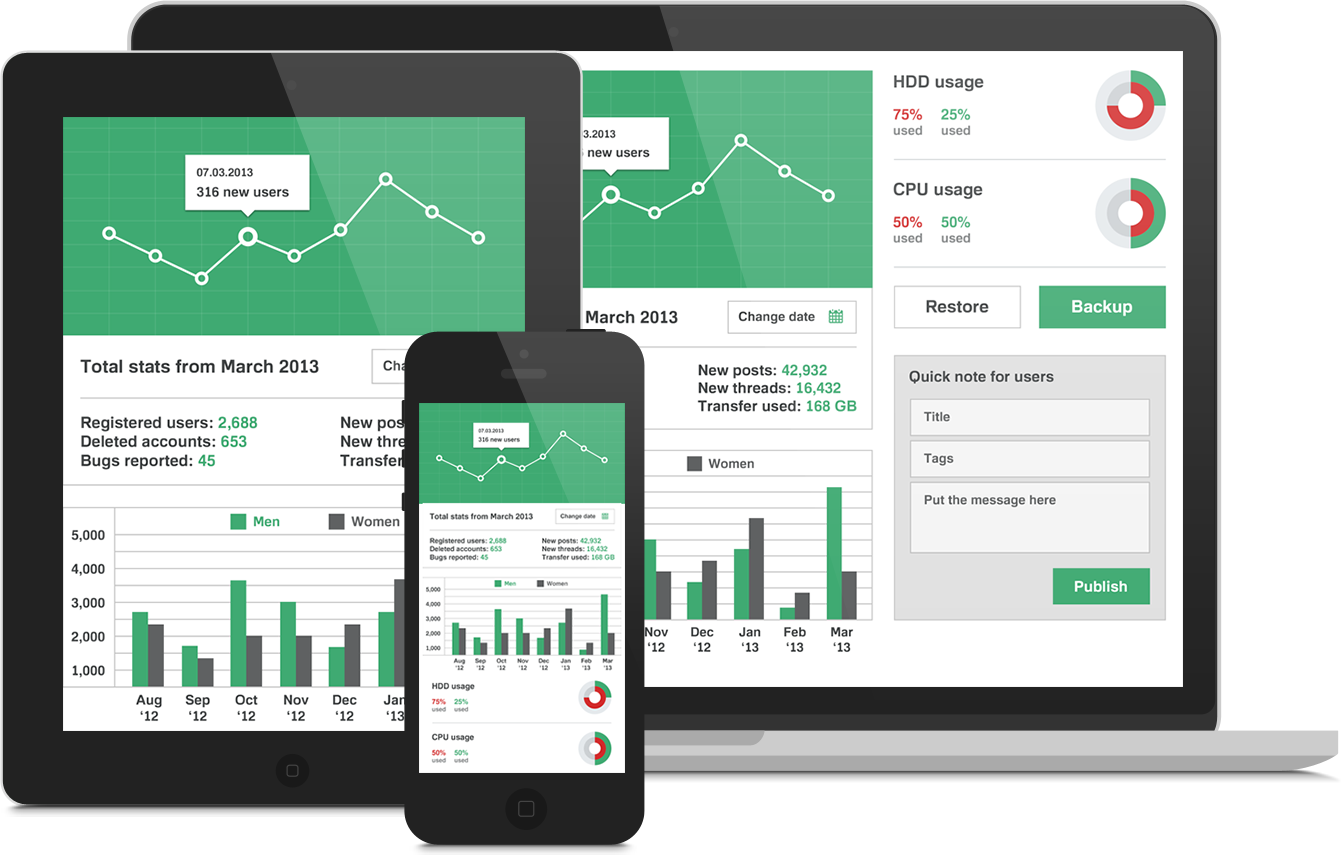 07.03.2013
316 new users
Total stats from March 2013
Cha
Registered users: 2,688
Deleted accounts: 653
Bugs reported: 45
New pos
New thre
Transfer
Men
Women
5,000
4,000
3,000
2,000
1,000
Aug ‘12
Sep ‘12
Oct ‘12
Nov ‘12
Dec ‘12
Jan ‘13
07.03.2013
316 new users
Total stats from March 2013
Change date
Registered users: 2,688
Deleted accounts: 653
Bugs reported: 45
New posts: 42,932
New threads: 16,432
Transfer used: 168 GB
Men
Women
5,000
4,000
3,000
2,000
1,000
Aug ‘12
Sep ‘12
Oct ‘12
Nov ‘12
Dec ‘12
Jan ‘13
Feb ‘13
Mar ‘13
HDD usage
75% used
25% used
CPU usage
50% used
50% used
3.2013
new users
March 2013
Change date
New posts: 42,932
New threads: 16,432
Transfer used: 168 GB
Women
Nov ‘12
Dec ‘12
Jan ‘13
Feb ‘13
Mar ‘13
HDD usage
75% used
25% used
CPU usage
50% used
50% used
Restore
Backup
Quick note for users
Title
Tags
Put the message here
Publish